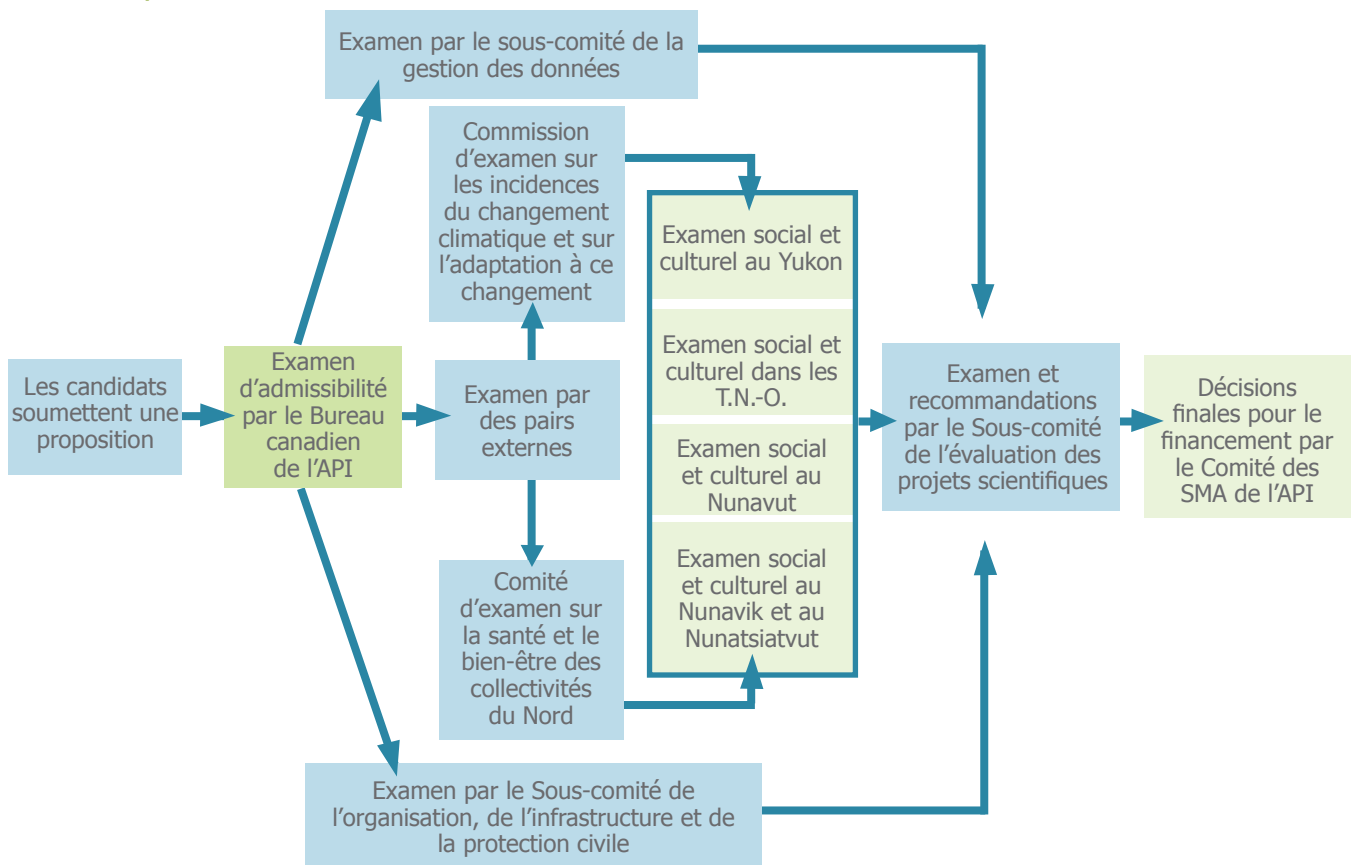 Examen par le sous-comité de la
gestion des données
Commission
d'examen sur
les incidences
du changement
climatique et sur
l'adaptation à ce
changement
Les candidats
soumettent une
proposition
Examen
d'admissibilité
par le Bureau
canadien
de l'API
Examen par
des pairs
externes
Comité
d'examen sur
la santé et le
bien-être des
collectivités
du Nord
Examen par le Sous-comité de
l'organisation, de l'infrastructure et de
la protection civile
Examen social et
culturel au Yukon
Examen social et
culturel dans les
T.N.-O.
Examen social
et culturel au
Nunavut
Examen social
et culturel au
Nunavik et au
Nunatsiatvut
Examen et
recommandations
par le Sous-comité
de l'évaluation des
projets scientifiques
Décisions
finales pour le
financement par
le Comité des
SMA de l'API